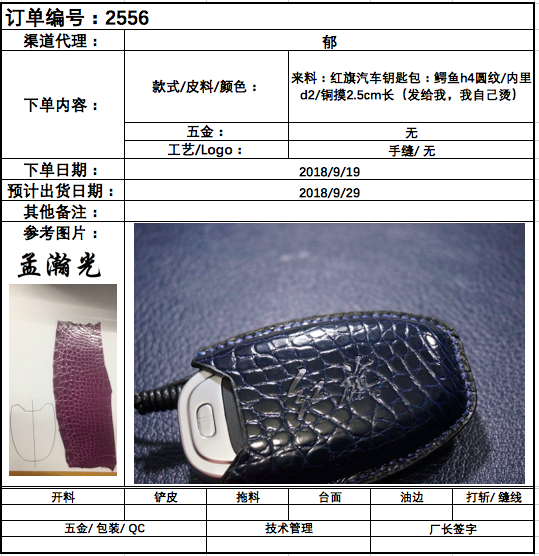 订单编号：2556
渠道代理：
郁
下单内容：
款式/皮料/颜色：
来料：红旗汽车钥匙包：鳄鱼h4圆纹/内里
d2/铜摸2.5cm长（发给我，我自己烫）
五金：
无
工艺/Logo：
手缝/ 无
下单日期：
2018/9/19
预计出货日期：
2018/9/29
其他备注：
参考图片：
孟瀚光
红旗
开料
铲皮
拖料
台面
油边
打斩/ 缝线
五金/ 包装/ QC
技术管理
厂长签字